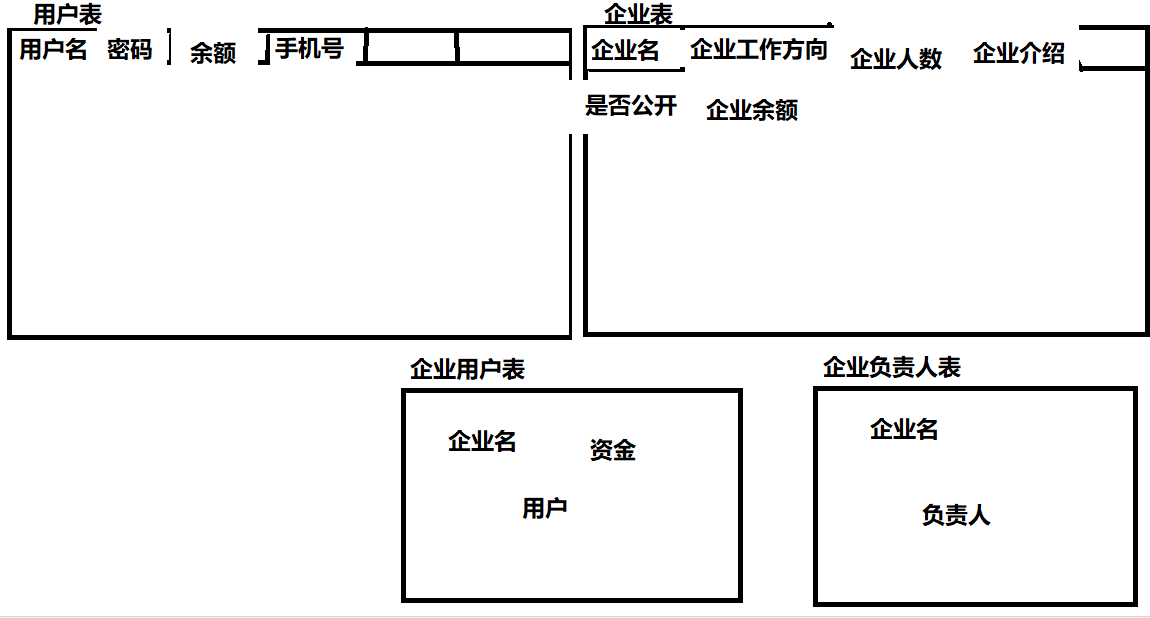 用户表
用户名 密码 余额 手机号
企业表
企业名 企业工作方向 企业人数 企业介绍
是否公开 企业余额
企业用户表
企业名 资金
用户
企业负责人表
企业名
负责人